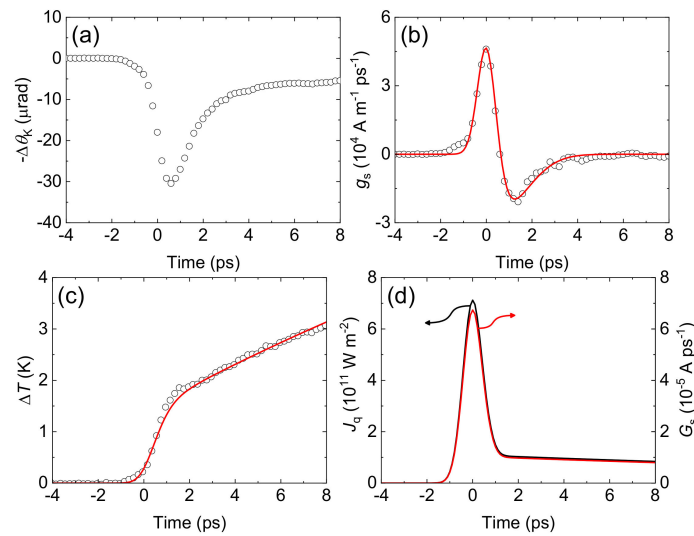 (a)
10
0
-10
-20
-30
-40
-Δθ_K (μrad)
-4 -2 0 2 4 6 8
Time (ps)
(b)
6
3
0
-3
g_s (10^4 A m^-1 ps^-1)
-4 -2 0 2 4 6 8
Time (ps)
(c)
4
3
2
1
0
ΔT (K)
-4 -2 0 2 4 6 8
Time (ps)
(d)
8
6
4
2
0
J_q (10^11 W m^-2)
8
6
4
2
0
G_s (10^-5 A ps^-1)
-4 -2 0 2 4 6 8
Time (ps)